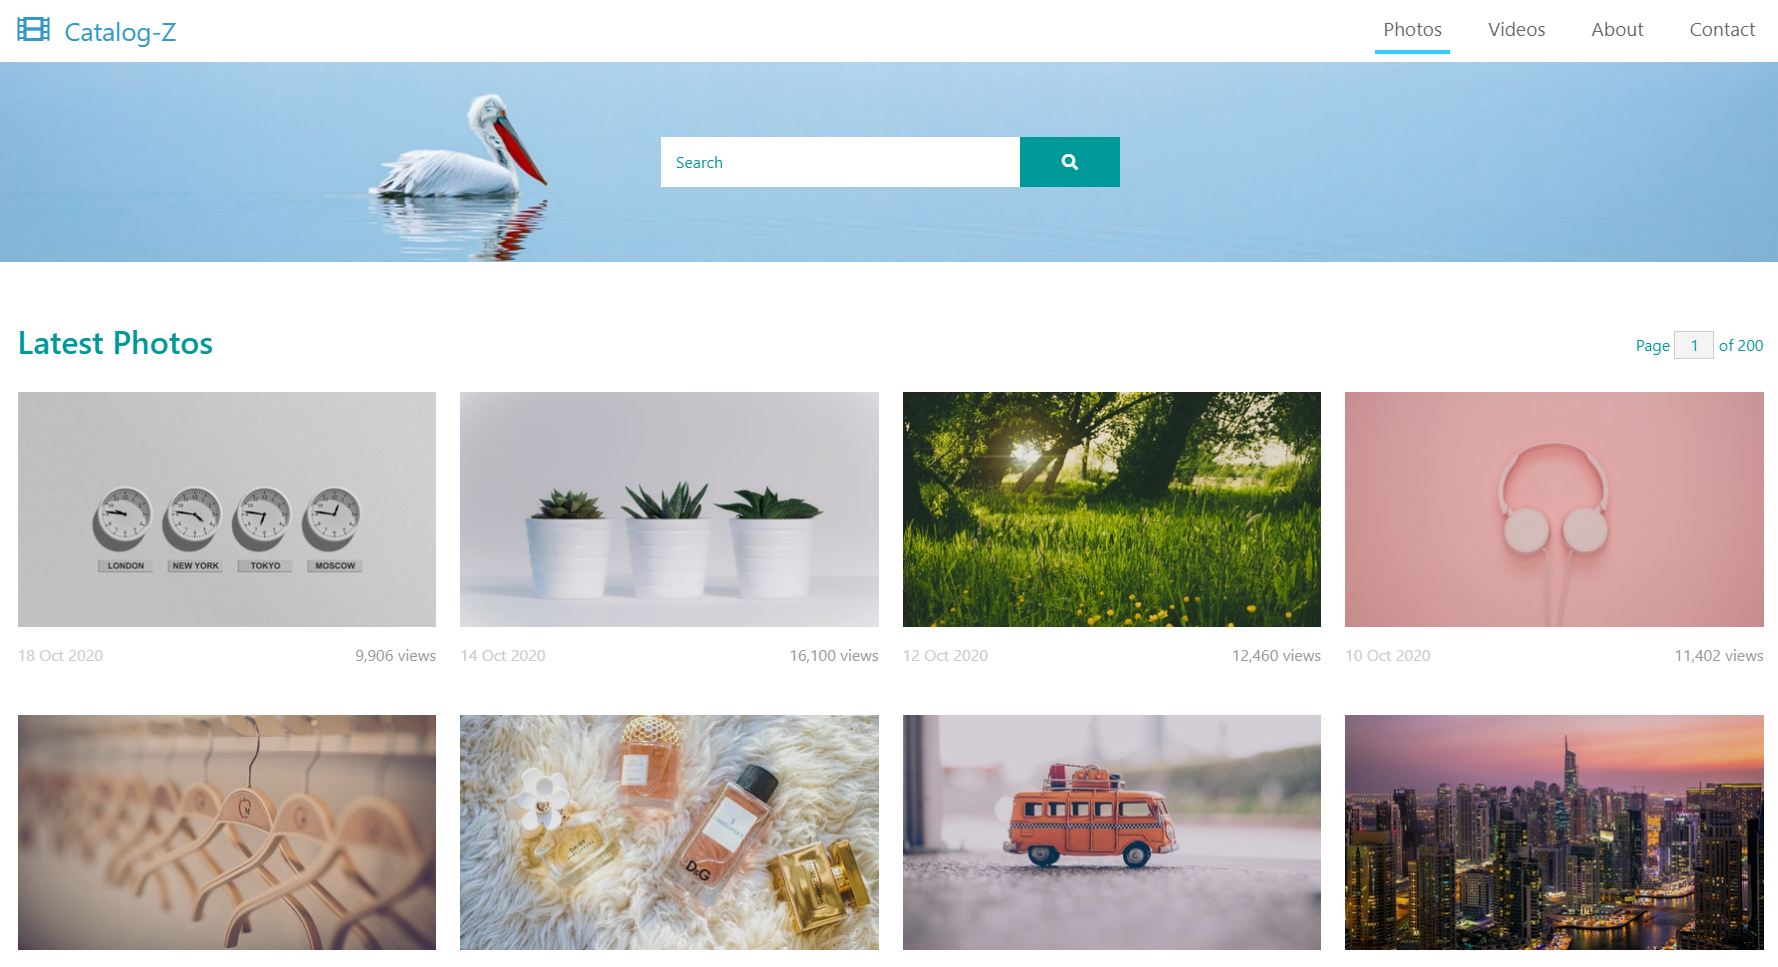 Catalog-Z
Photos Videos About Contact
Search
Latest Photos
Page 1 of 200
LONDON NEW YORK TOKYO MOSCOW
18 Oct 2020 9,906 views 14 Oct 2020 16,100 views 12 Oct 2020 12,460 views 10 Oct 2020 11,402 views
DAISY
D&G